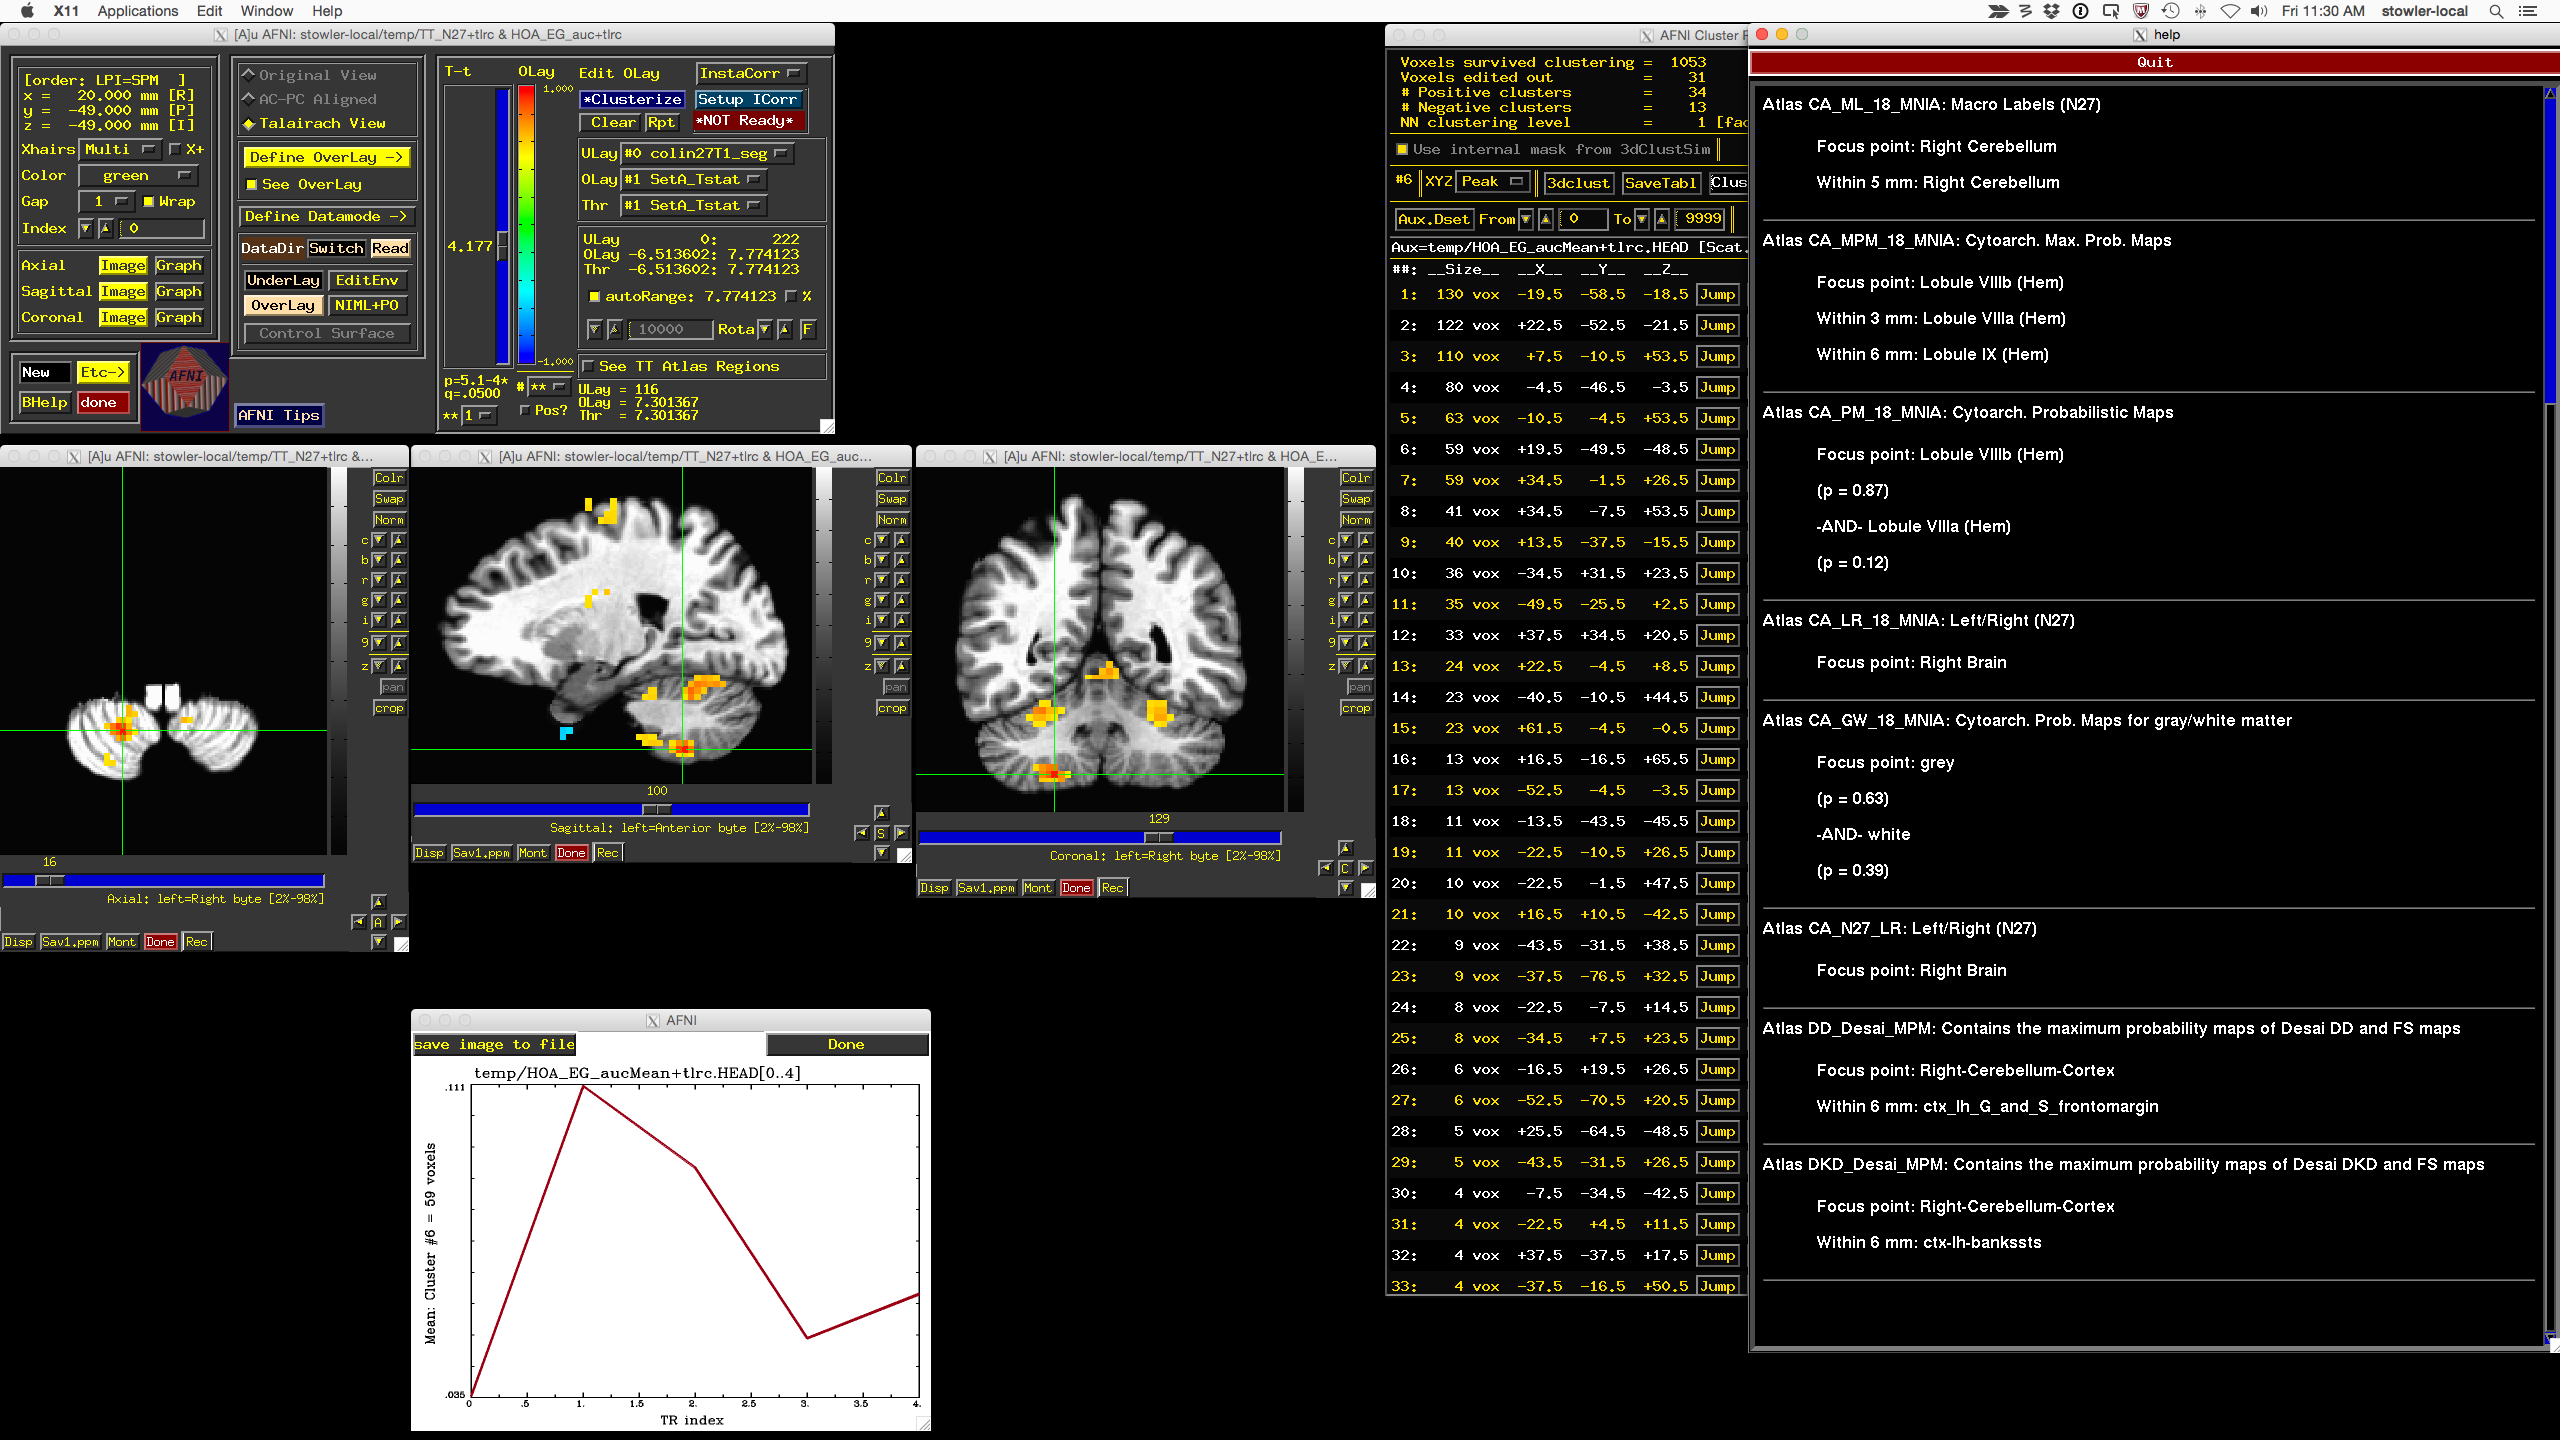 X11 Applications Edit Window Help
Fri 11:30 AM stowler-local
[A]u AFNI: stowler-local/temp/TT_N27+tlrc & HOA_EG_auc+tlrc
[order: LPI=SPM ]
x = 20.000 mm [R]
y = -49.000 mm [P]
z = -49.000 mm [I]
Xhairs Multi X+
Color green
Gap 1 Wrap
Index 0
Axial Image Graph
Sagittal Image Graph
Coronal Image Graph
New Etc->
BHelp done
AFNI
AFNI Tips
Original View
AC-PC Aligned
Talairach View
Define OverLay ->
See OverLay
Define Datamode ->
DataDir Switch Read
UnderLay EditEnv
OverLay NIML+PO
Control Surface
T-t
4.177
p=5.1-4*
q=.0500
** 1
OLay
1.000
-1.000
# **
Pos?
Edit OLay InstaCorr
*Clusterize Setup ICorr
Clear Rpt *NOT Ready*
ULay #0 colin27T1_seg
OLay #1 SetA_Tstat
Thr #1 SetA_Tstat
ULay 0: 222
OLay -6.513602: 7.774123
Thr -6.513602: 7.774123
autoRange: 7.774123 %
10000 Rota F
See TT Atlas Regions
ULay = 116
OLay = 7.301367
Thr = 7.301367
[A]u AFNI: stowler-local/temp/TT_N27+tlrc &...
Colr
Swap
Norm
c
b
r
g
i
9
z
pan
crop
16
Axial: left=Right byte [2%-98%]
A
Disp Sav1.ppm Mont Done Rec
[A]u AFNI: stowler-local/temp/TT_N27+tlrc & HOA_EG_auc...
Colr
Swap
Norm
c
b
r
g
i
9
z
pan
crop
100
Sagittal: left=Anterior byte [2%-98%]
S
Disp Sav1.ppm Mont Done Rec
[A]u AFNI: stowler-local/temp/TT_N27+tlrc & HOA_E...
Colr
Swap
Norm
c
b
r
g
i
9
z
pan
crop
129
Coronal: left=Right byte [2%-98%]
C
Disp Sav1.ppm Mont Done Rec
AFNI
save image to file Done
temp/HOA_EG_aucMean+tlrc.HEAD[0..4]
.111
Mean: Cluster #6 = 59 voxels
.035
0 .5 1. 1.5 2. 2.5 3. 3.5 4.
TR index
AFNI Cluster
Voxels survived clustering = 1053
Voxels edited out = 31
# Positive clusters = 34
# Negative clusters = 13
NN clustering level = 1 [fac
Use internal mask from 3dClustSim
#6 XYZ Peak 3dclust SaveTabl Clus
Aux.Dset From 0 To 9999
Aux=temp/HOA_EG_aucMean+tlrc.HEAD [Scat.
##: __Size__ __X__ __Y__ __Z__
1: 130 vox -19.5 -58.5 -18.5 Jump
2: 122 vox +22.5 -52.5 -21.5 Jump
3: 110 vox +7.5 -10.5 +53.5 Jump
4: 80 vox -4.5 -46.5 -3.5 Jump
5: 63 vox -10.5 -4.5 +53.5 Jump
6: 59 vox +19.5 -49.5 -48.5 Jump
7: 59 vox +34.5 -1.5 +26.5 Jump
8: 41 vox +34.5 -7.5 +53.5 Jump
9: 40 vox +13.5 -37.5 -15.5 Jump
10: 36 vox -34.5 +31.5 +23.5 Jump
11: 35 vox -49.5 -25.5 +2.5 Jump
12: 33 vox +37.5 +34.5 +20.5 Jump
13: 24 vox +22.5 -4.5 +8.5 Jump
14: 23 vox -40.5 -10.5 +44.5 Jump
15: 23 vox +61.5 -4.5 -0.5 Jump
16: 13 vox +16.5 -16.5 +65.5 Jump
17: 13 vox -52.5 -4.5 -3.5 Jump
18: 11 vox -13.5 -43.5 -45.5 Jump
19: 11 vox -22.5 -10.5 +26.5 Jump
20: 10 vox -22.5 -1.5 +47.5 Jump
21: 10 vox +16.5 +10.5 -42.5 Jump
22: 9 vox -43.5 -31.5 +38.5 Jump
23: 9 vox -37.5 -76.5 +32.5 Jump
24: 8 vox -22.5 -7.5 +14.5 Jump
25: 8 vox -34.5 +7.5 +23.5 Jump
26: 6 vox -16.5 +19.5 +26.5 Jump
27: 6 vox -52.5 -70.5 +20.5 Jump
28: 5 vox +25.5 -64.5 -48.5 Jump
29: 5 vox -43.5 -31.5 +26.5 Jump
30: 4 vox -7.5 -34.5 -42.5 Jump
31: 4 vox -22.5 +4.5 +11.5 Jump
32: 4 vox +37.5 -37.5 +17.5 Jump
33: 4 vox -37.5 -16.5 +50.5 Jump
help
Quit
Atlas CA_ML_18_MNIA: Macro Labels (N27)
Focus point: Right Cerebellum
Within 5 mm: Right Cerebellum
Atlas CA_MPM_18_MNIA: Cytoarch. Max. Prob. Maps
Focus point: Lobule VIIIb (Hem)
Within 3 mm: Lobule VIIIa (Hem)
Within 6 mm: Lobule IX (Hem)
Atlas CA_PM_18_MNIA: Cytoarch. Probabilistic Maps
Focus point: Lobule VIIIb (Hem)
(p = 0.87)
-AND- Lobule VIIIa (Hem)
(p = 0.12)
Atlas CA_LR_18_MNIA: Left/Right (N27)
Focus point: Right Brain
Atlas CA_GW_18_MNIA: Cytoarch. Prob. Maps for gray/white matter
Focus point: grey
(p = 0.63)
-AND- white
(p = 0.39)
Atlas CA_N27_LR: Left/Right (N27)
Focus point: Right Brain
Atlas DD_Desai_MPM: Contains the maximum probability maps of Desai DD and FS maps
Focus point: Right-Cerebellum-Cortex
Within 6 mm: ctx_lh_G_and_S_frontomargin
Atlas DKD_Desai_MPM: Contains the maximum probability maps of Desai DKD and FS maps
Focus point: Right-Cerebellum-Cortex
Within 6 mm: ctx-lh-bankssts